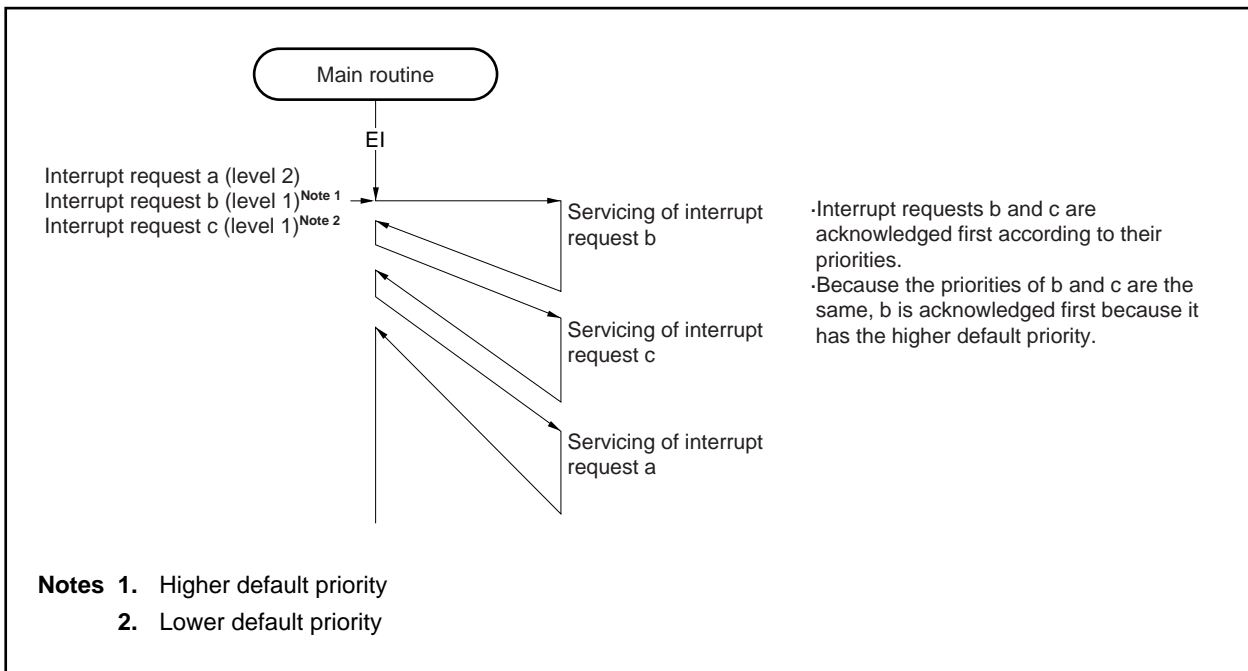 Main routine
EI
Interrupt request a (level 2)
Interrupt request b (level 1)Note 1
Interrupt request c (level 1)Note 2
Servicing of interrupt
request b
Servicing of interrupt
request c
Servicing of interrupt
request a
·Interrupt requests b and c are
acknowledged first according to their
priorities.
·Because the priorities of b and c are the
same, b is acknowledged first because it
has the higher default priority.
Notes 1. Higher default priority
2. Lower default priority